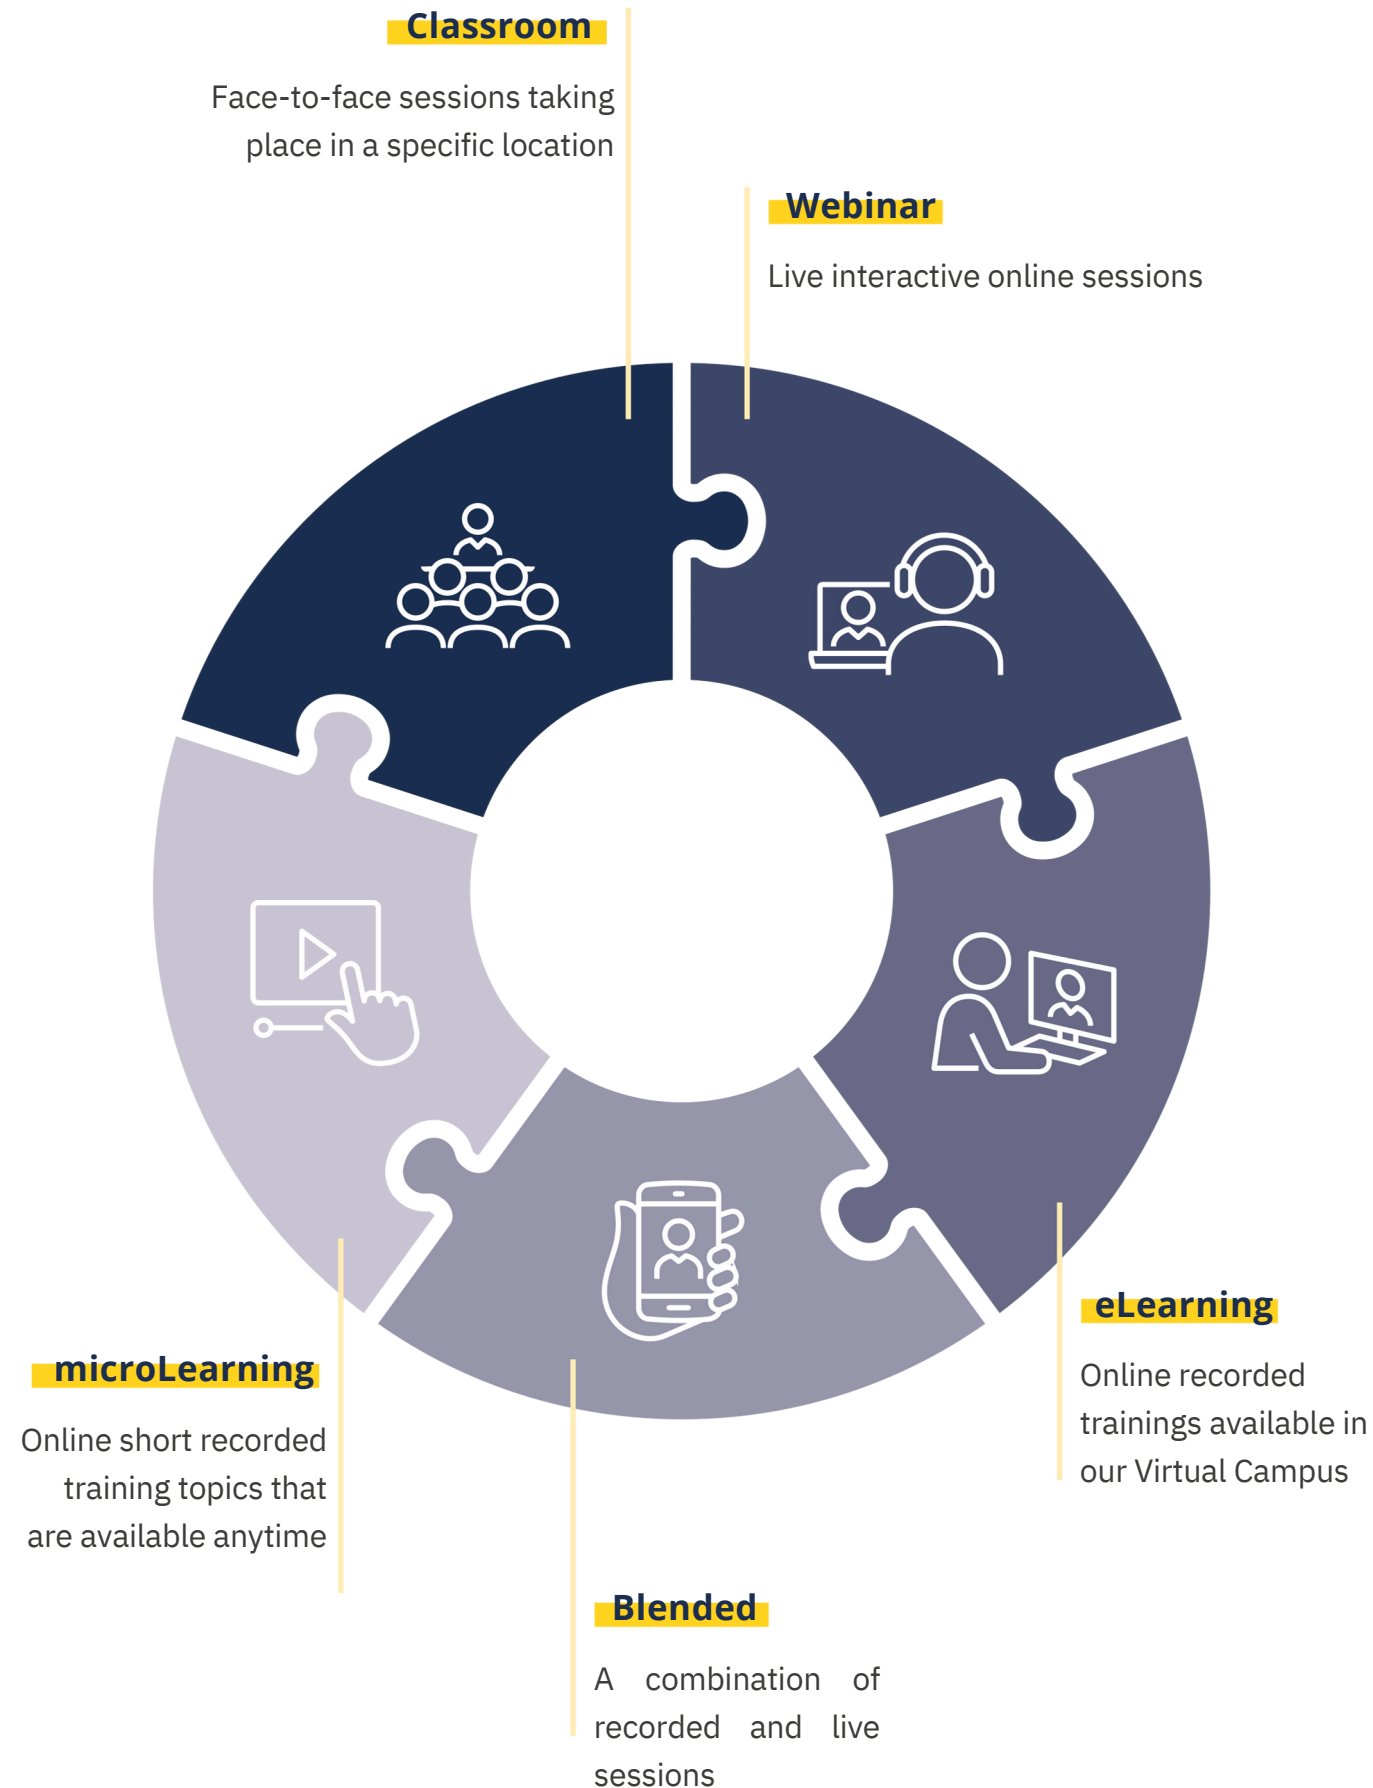 Classroom
Face-to-face sessions taking
place in a specific location
Webinar
Live interactive online sessions
eLearning
Online recorded
trainings available in
our Virtual Campus
microLearning
Online short recorded
training topics that
are available anytime
Blended
A combination of
recorded and live
sessions